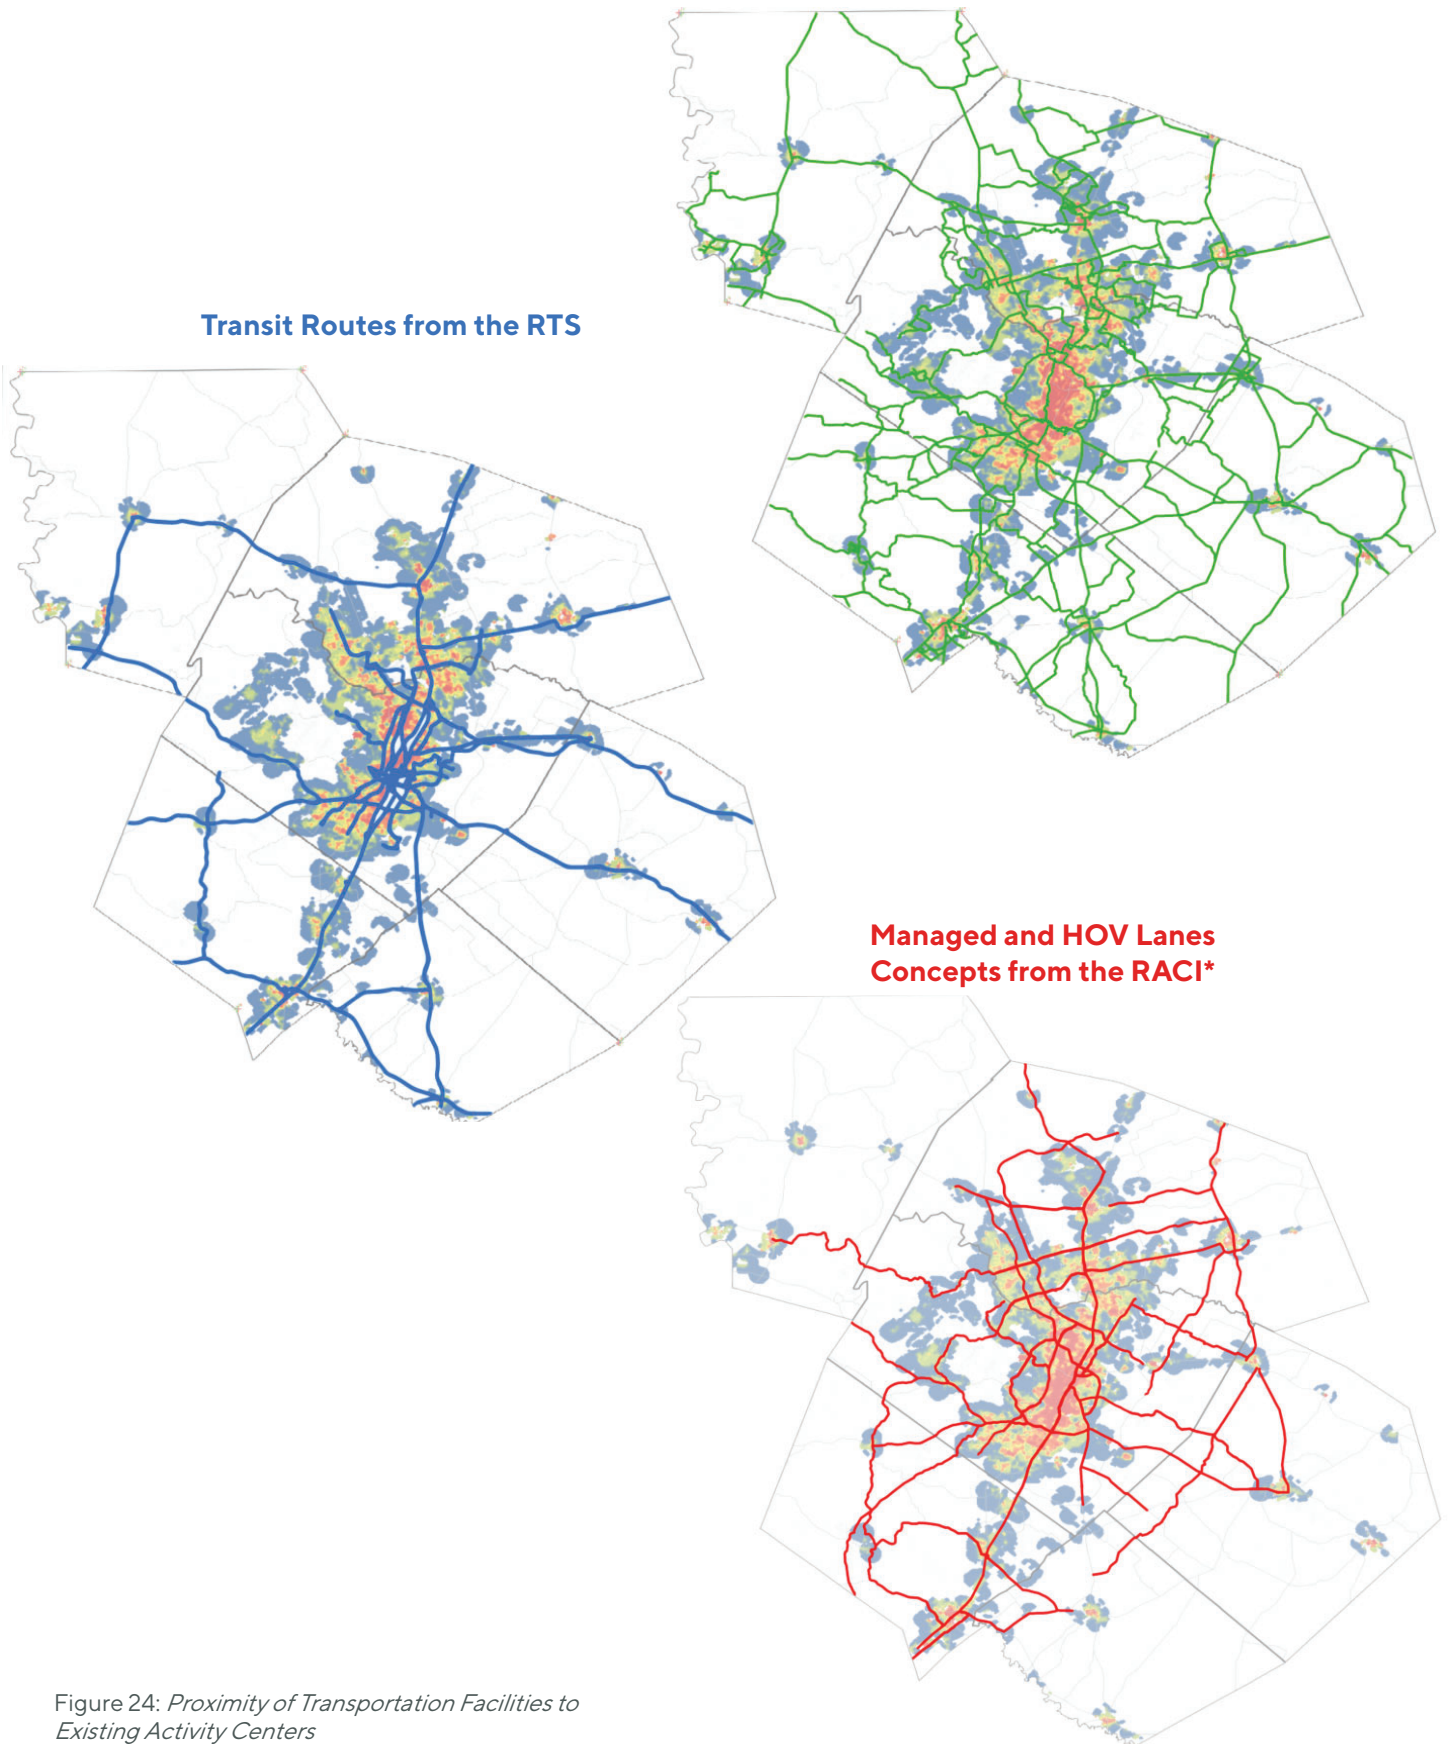 Transit Routes from the RTS
Managed and HOV Lanes
Concepts from the RACI*
Figure 24: Proximity of Transportation Facilities to
Existing Activity Centers